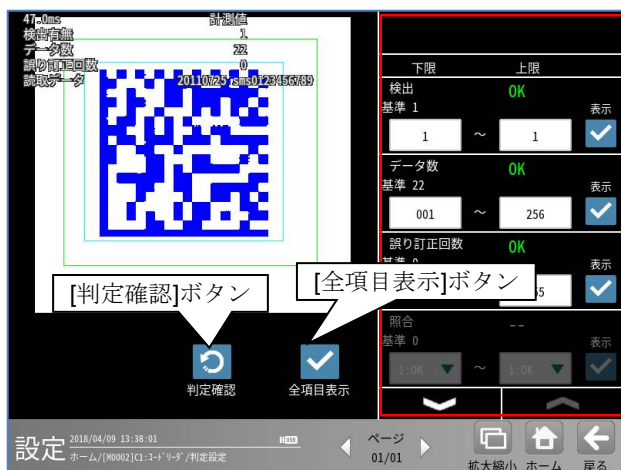 47.0ms 計測値
検出有無 1
データ数 22
誤り訂正回数 0
読取データ 20110725 sms0123456789
下限 上限
検出 OK
基準 1 表示
1 ～ 1
データ数 OK
基準 22 表示
001 ～ 256
誤り訂正回数 OK
基準 0 表示
55
照合 --
基準 0 表示
1:OK ～ 1:OK
[判定確認]ボタン
[全項目表示]ボタン
判定確認 全項目表示
設定
2018/04/09 13:38:01
ホーム/[M0002]C1:ｺｰﾄﾞﾘｰﾀﾞ/判定設定
ページ
01/01
拡大縮小 ホーム 戻る